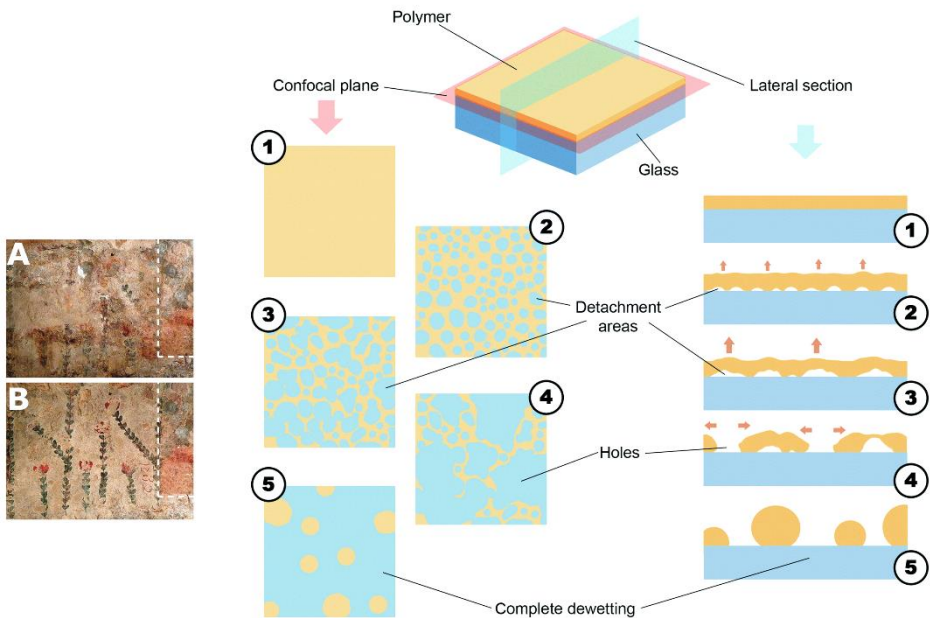 Polymer
Confocal plane
Lateral section
Glass
1
1
2
2
A
3
Detachment
areas
3
B
4
Holes
4
5
5
Complete dewetting